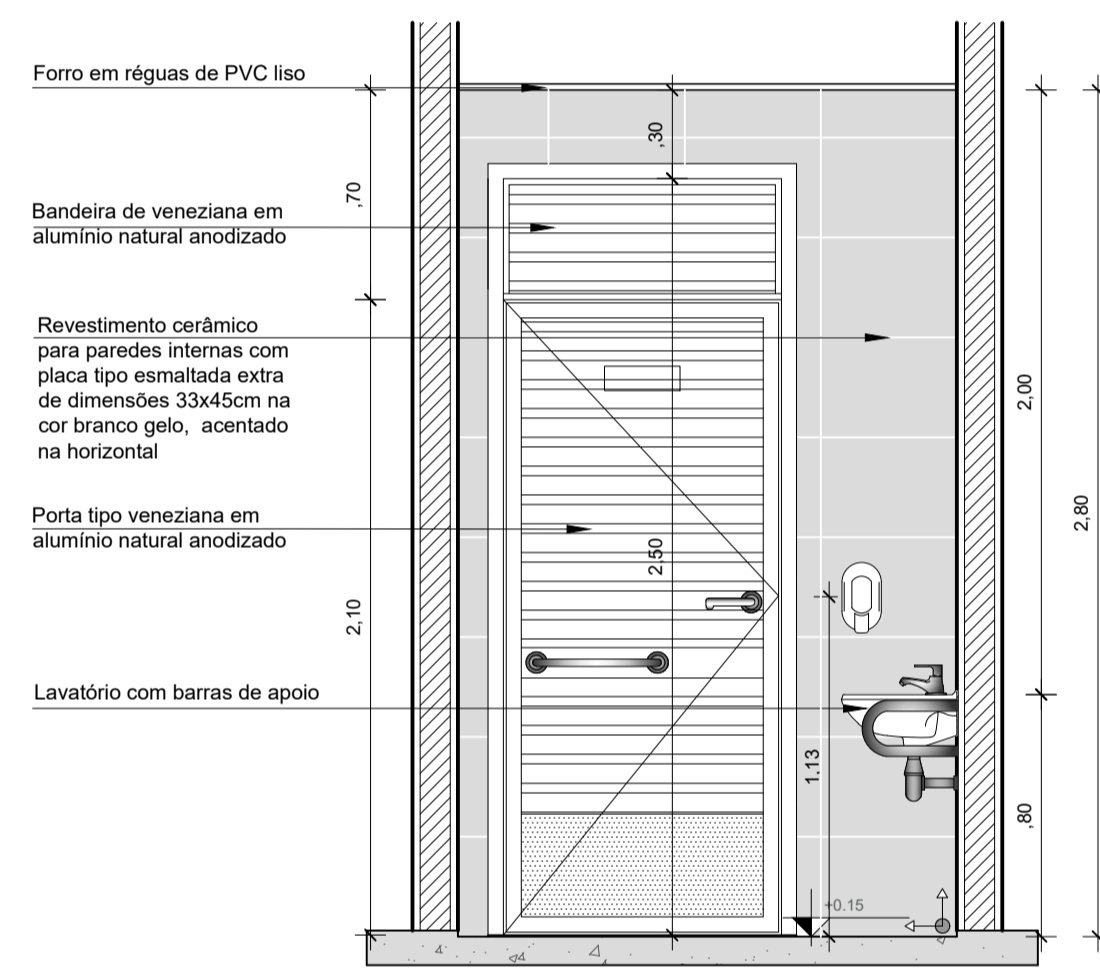 Forro em réguas de PVC liso
,30
,70
Bandeira de veneziana em
alumínio natural anodizado
Revestimento cerâmico
para paredes internas com
placa tipo esmaltada extra
de dimensões 33x45cm na
cor branco gelo, acentado
na horizontal
2,00
2,80
Porta tipo veneziana em
alumínio natural anodizado
2,50
2,10
Lavatório com barras de apoio
1,13
,80
+0.15